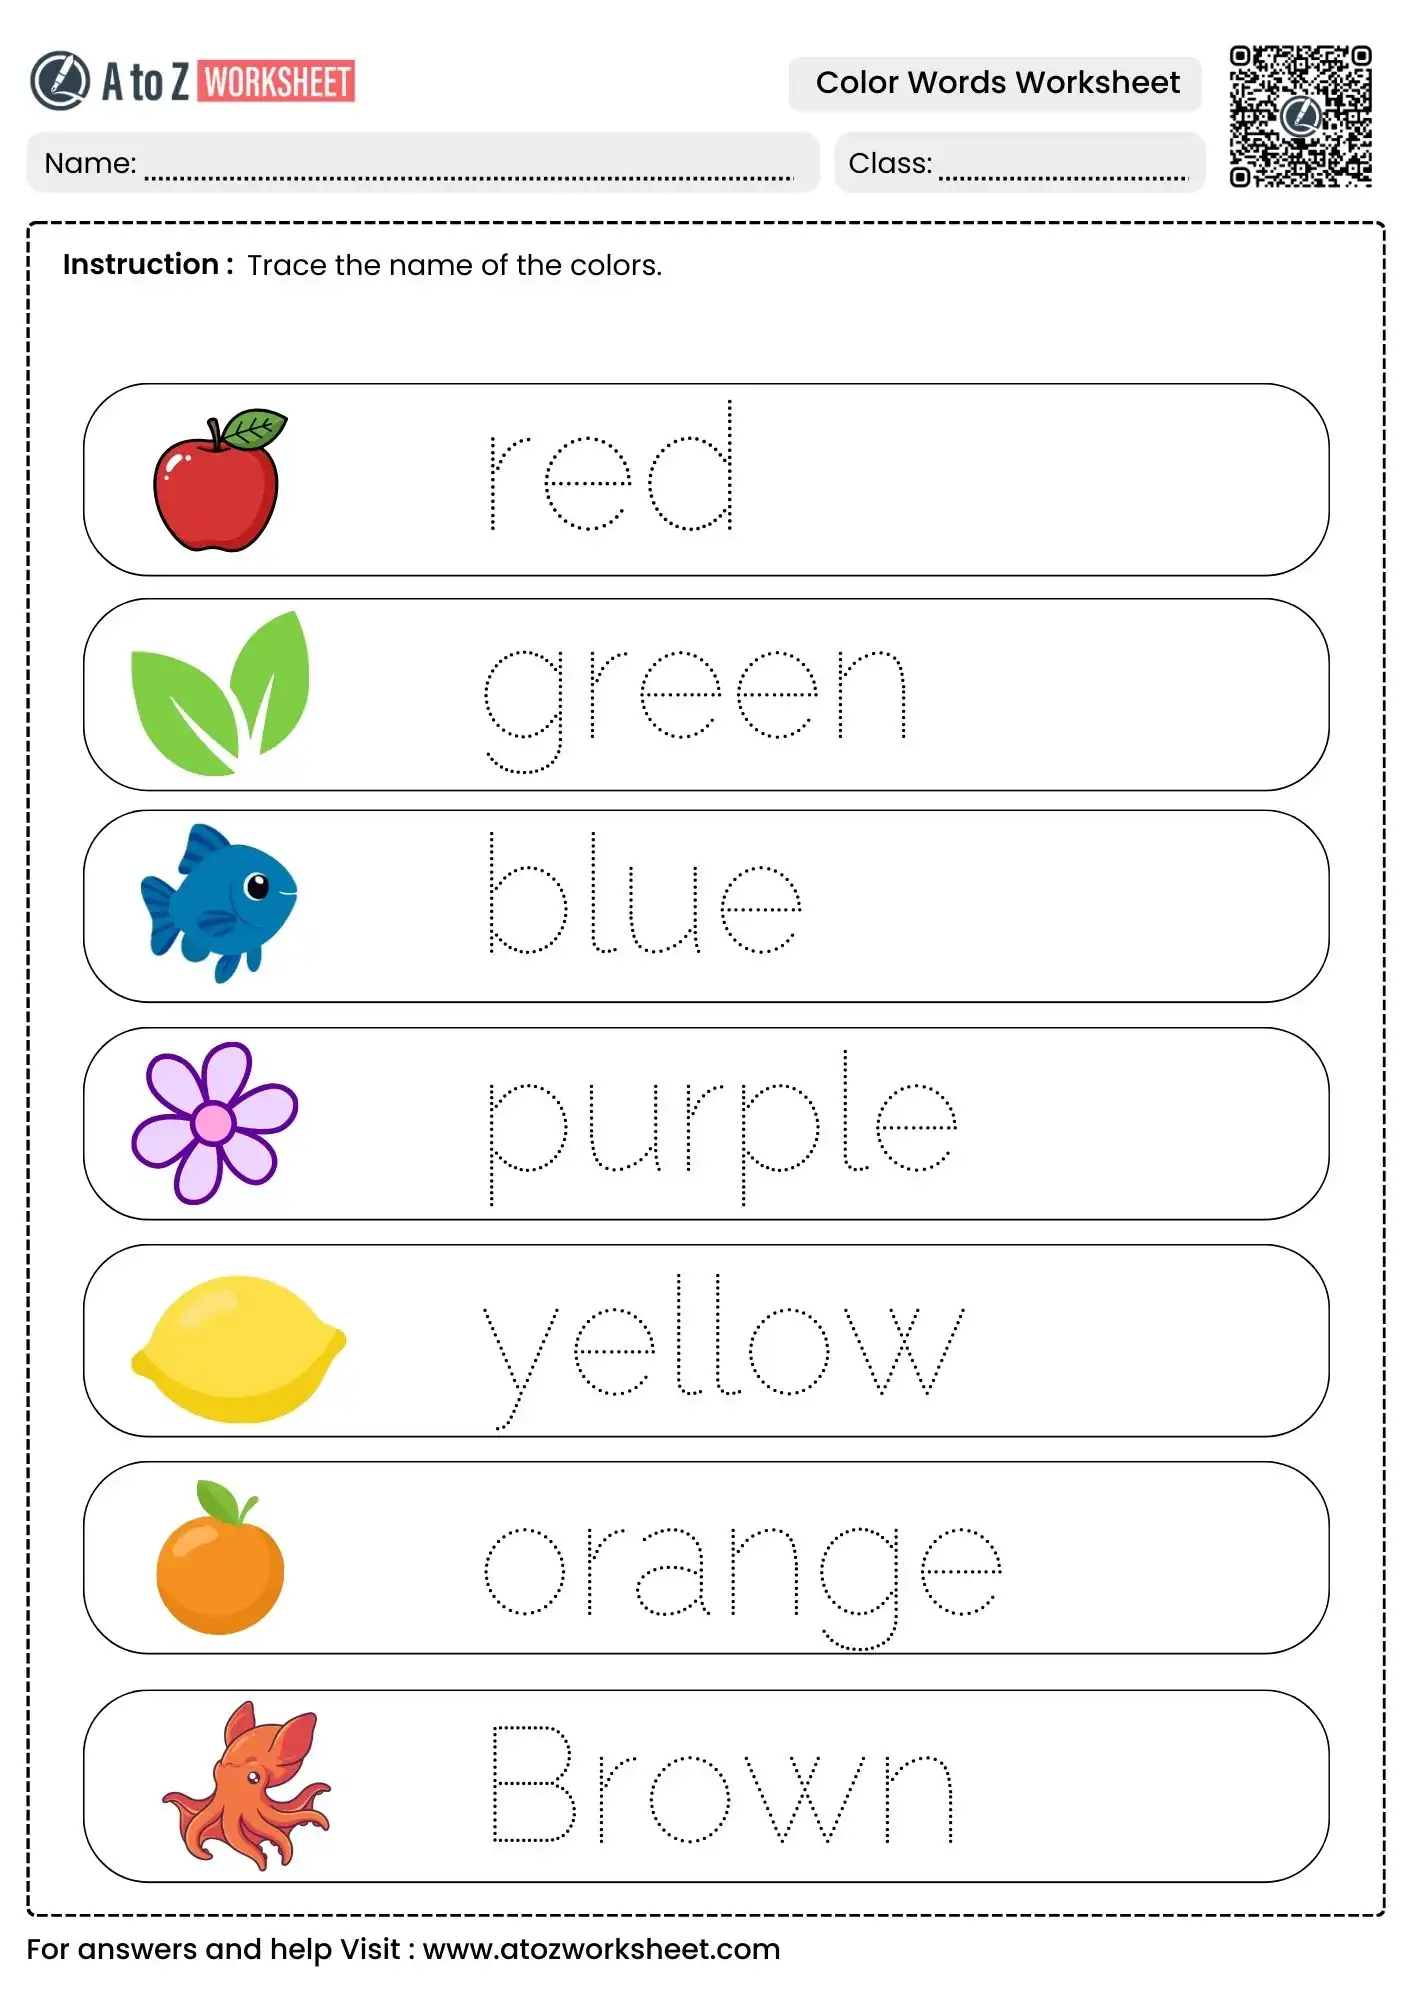 A to Z WORKSHEET
Color Words Worksheet
Name:
Class:
Instruction : Trace the name of the colors.
red
green
blue
purple
yellow
orange
Brown
For answers and help Visit : www.atozworksheet.com